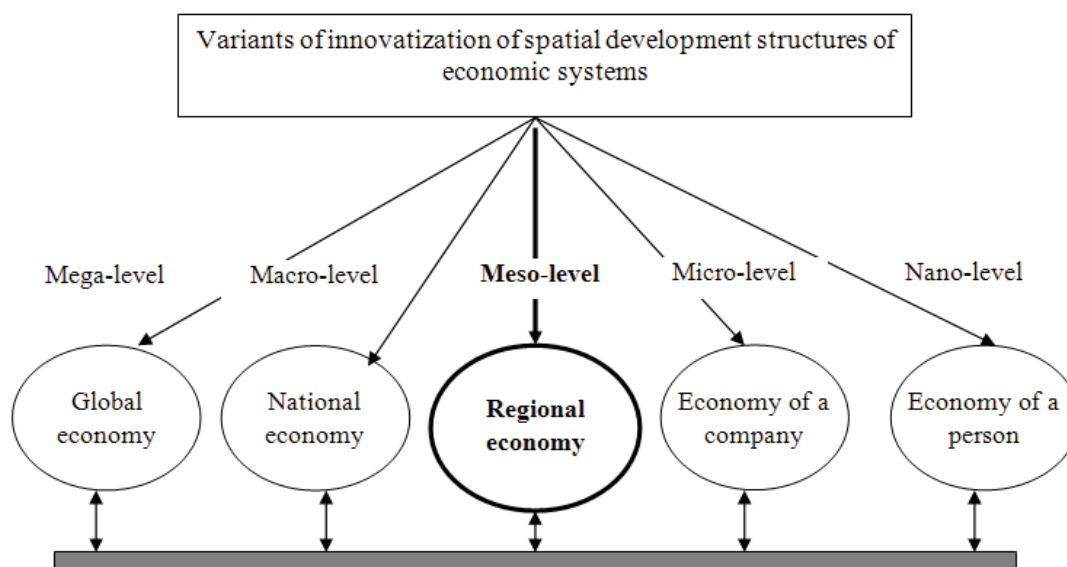 Variants of innovatization of spatial development structures of
economic systems
Mega-level
Macro-level
Meso-level
Micro-level
Nano-level
Global
economy
National
economy
Regional
economy
Economy of a
company
Economy of a
person